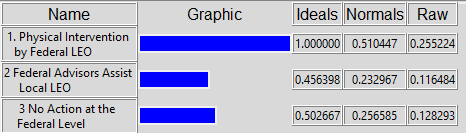 Name Graphic Ideals Normals Raw
1. Physical Intervention
by Federal LEO
1.000000 0.510447 0.255224
2 Federal Advisors Assist
Local LEO
0.456398 0.232967 0.116484
3 No Action at the
Federal Level
0.502667 0.256585 0.128293